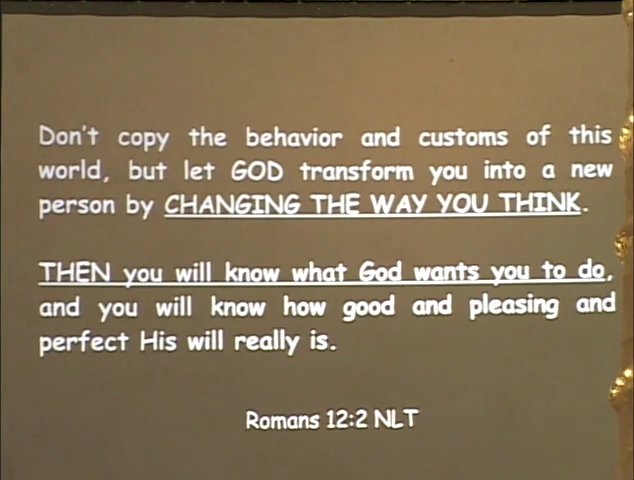 Don't copy the behavior and customs of this
world, but let GOD transform you into a new
person by CHANGING THE WAY YOU THINK.
THEN you will know what God wants you to do,
and you will know how good and pleasing and
perfect His will really is.
Romans 12:2 NLT